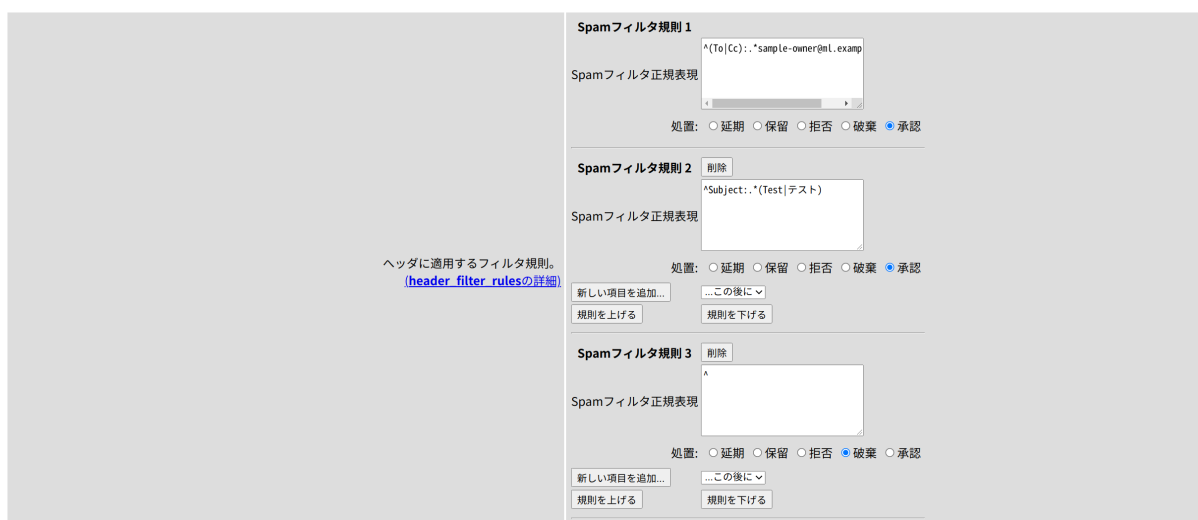 Spamフィルタ規則 1
Spamフィルタ正規表現
^(To|Cc):.*sample-owner@ml.examp
処置: 延期 保留 拒否 破棄 承認
Spamフィルタ規則 2 削除
Spamフィルタ正規表現
^Subject:.*(Test|テスト)
ヘッダに適用するフィルタ規則。
(header_filter_rulesの詳細)
処置: 延期 保留 拒否 破棄 承認
新しい項目を追加... ...この後に
規則を上げる 規則を下げる
Spamフィルタ規則 3 削除
Spamフィルタ正規表現
^
処置: 延期 保留 拒否 破棄 承認
新しい項目を追加... ...この後に
規則を上げる 規則を下げる